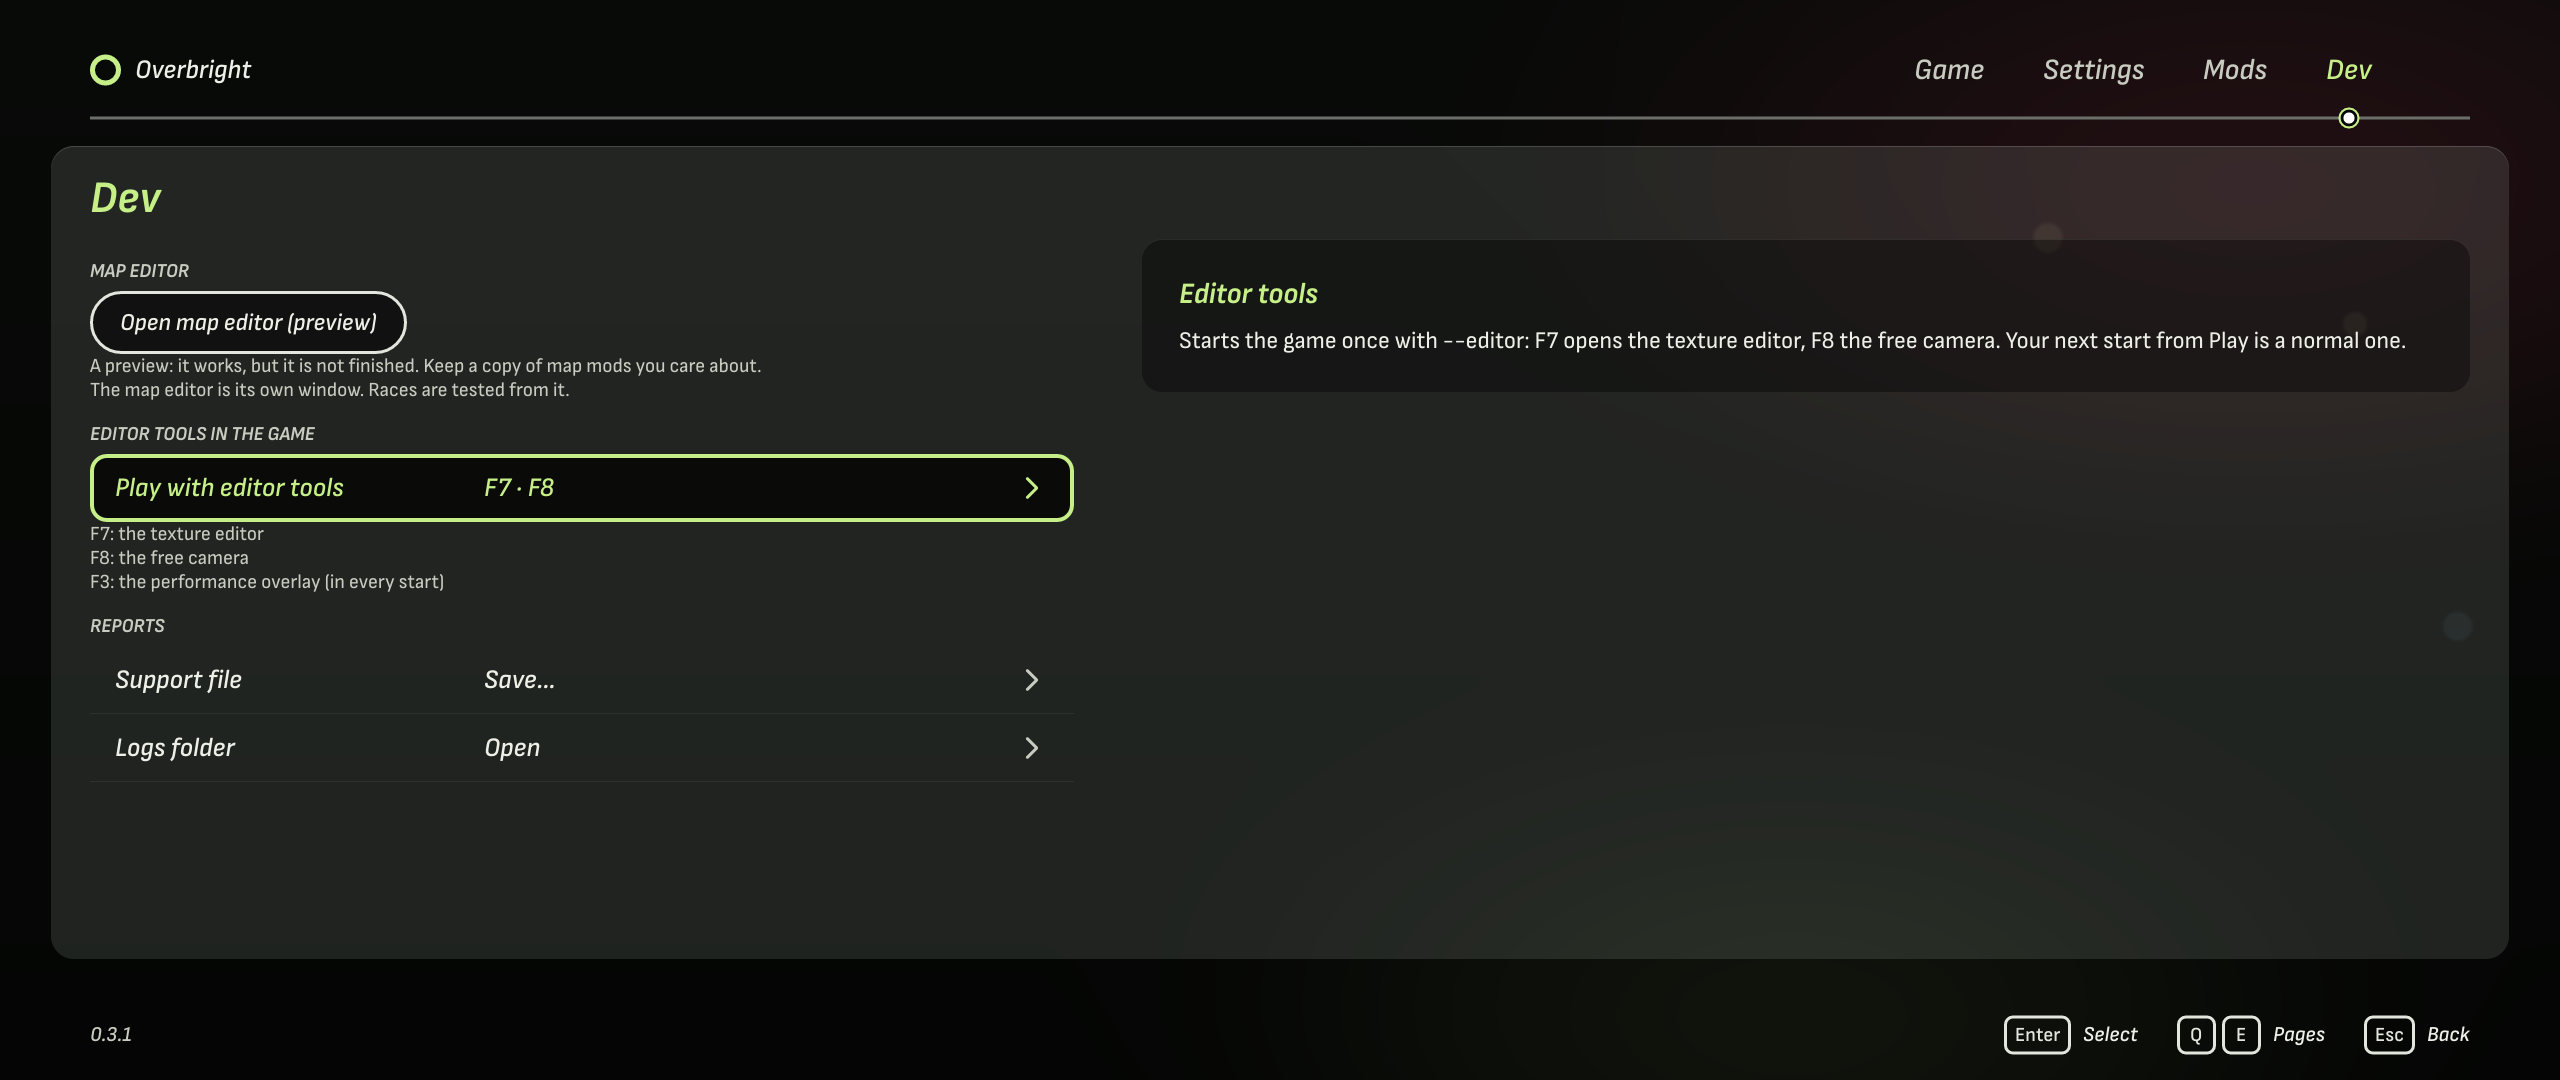 Overbright
Game Settings Mods Dev
Dev
MAP EDITOR
Open map editor (preview)
A preview: it works, but it is not finished. Keep a copy of map mods you care about.
The map editor is its own window. Races are tested from it.
EDITOR TOOLS IN THE GAME
Play with editor tools F7 · F8
F7: the texture editor
F8: the free camera
F3: the performance overlay (in every start)
REPORTS
Support file Save...
Logs folder Open
Editor tools
Starts the game once with --editor: F7 opens the texture editor, F8 the free camera. Your next start from Play is a normal one.
0.3.1
Enter Select Q E Pages Esc Back